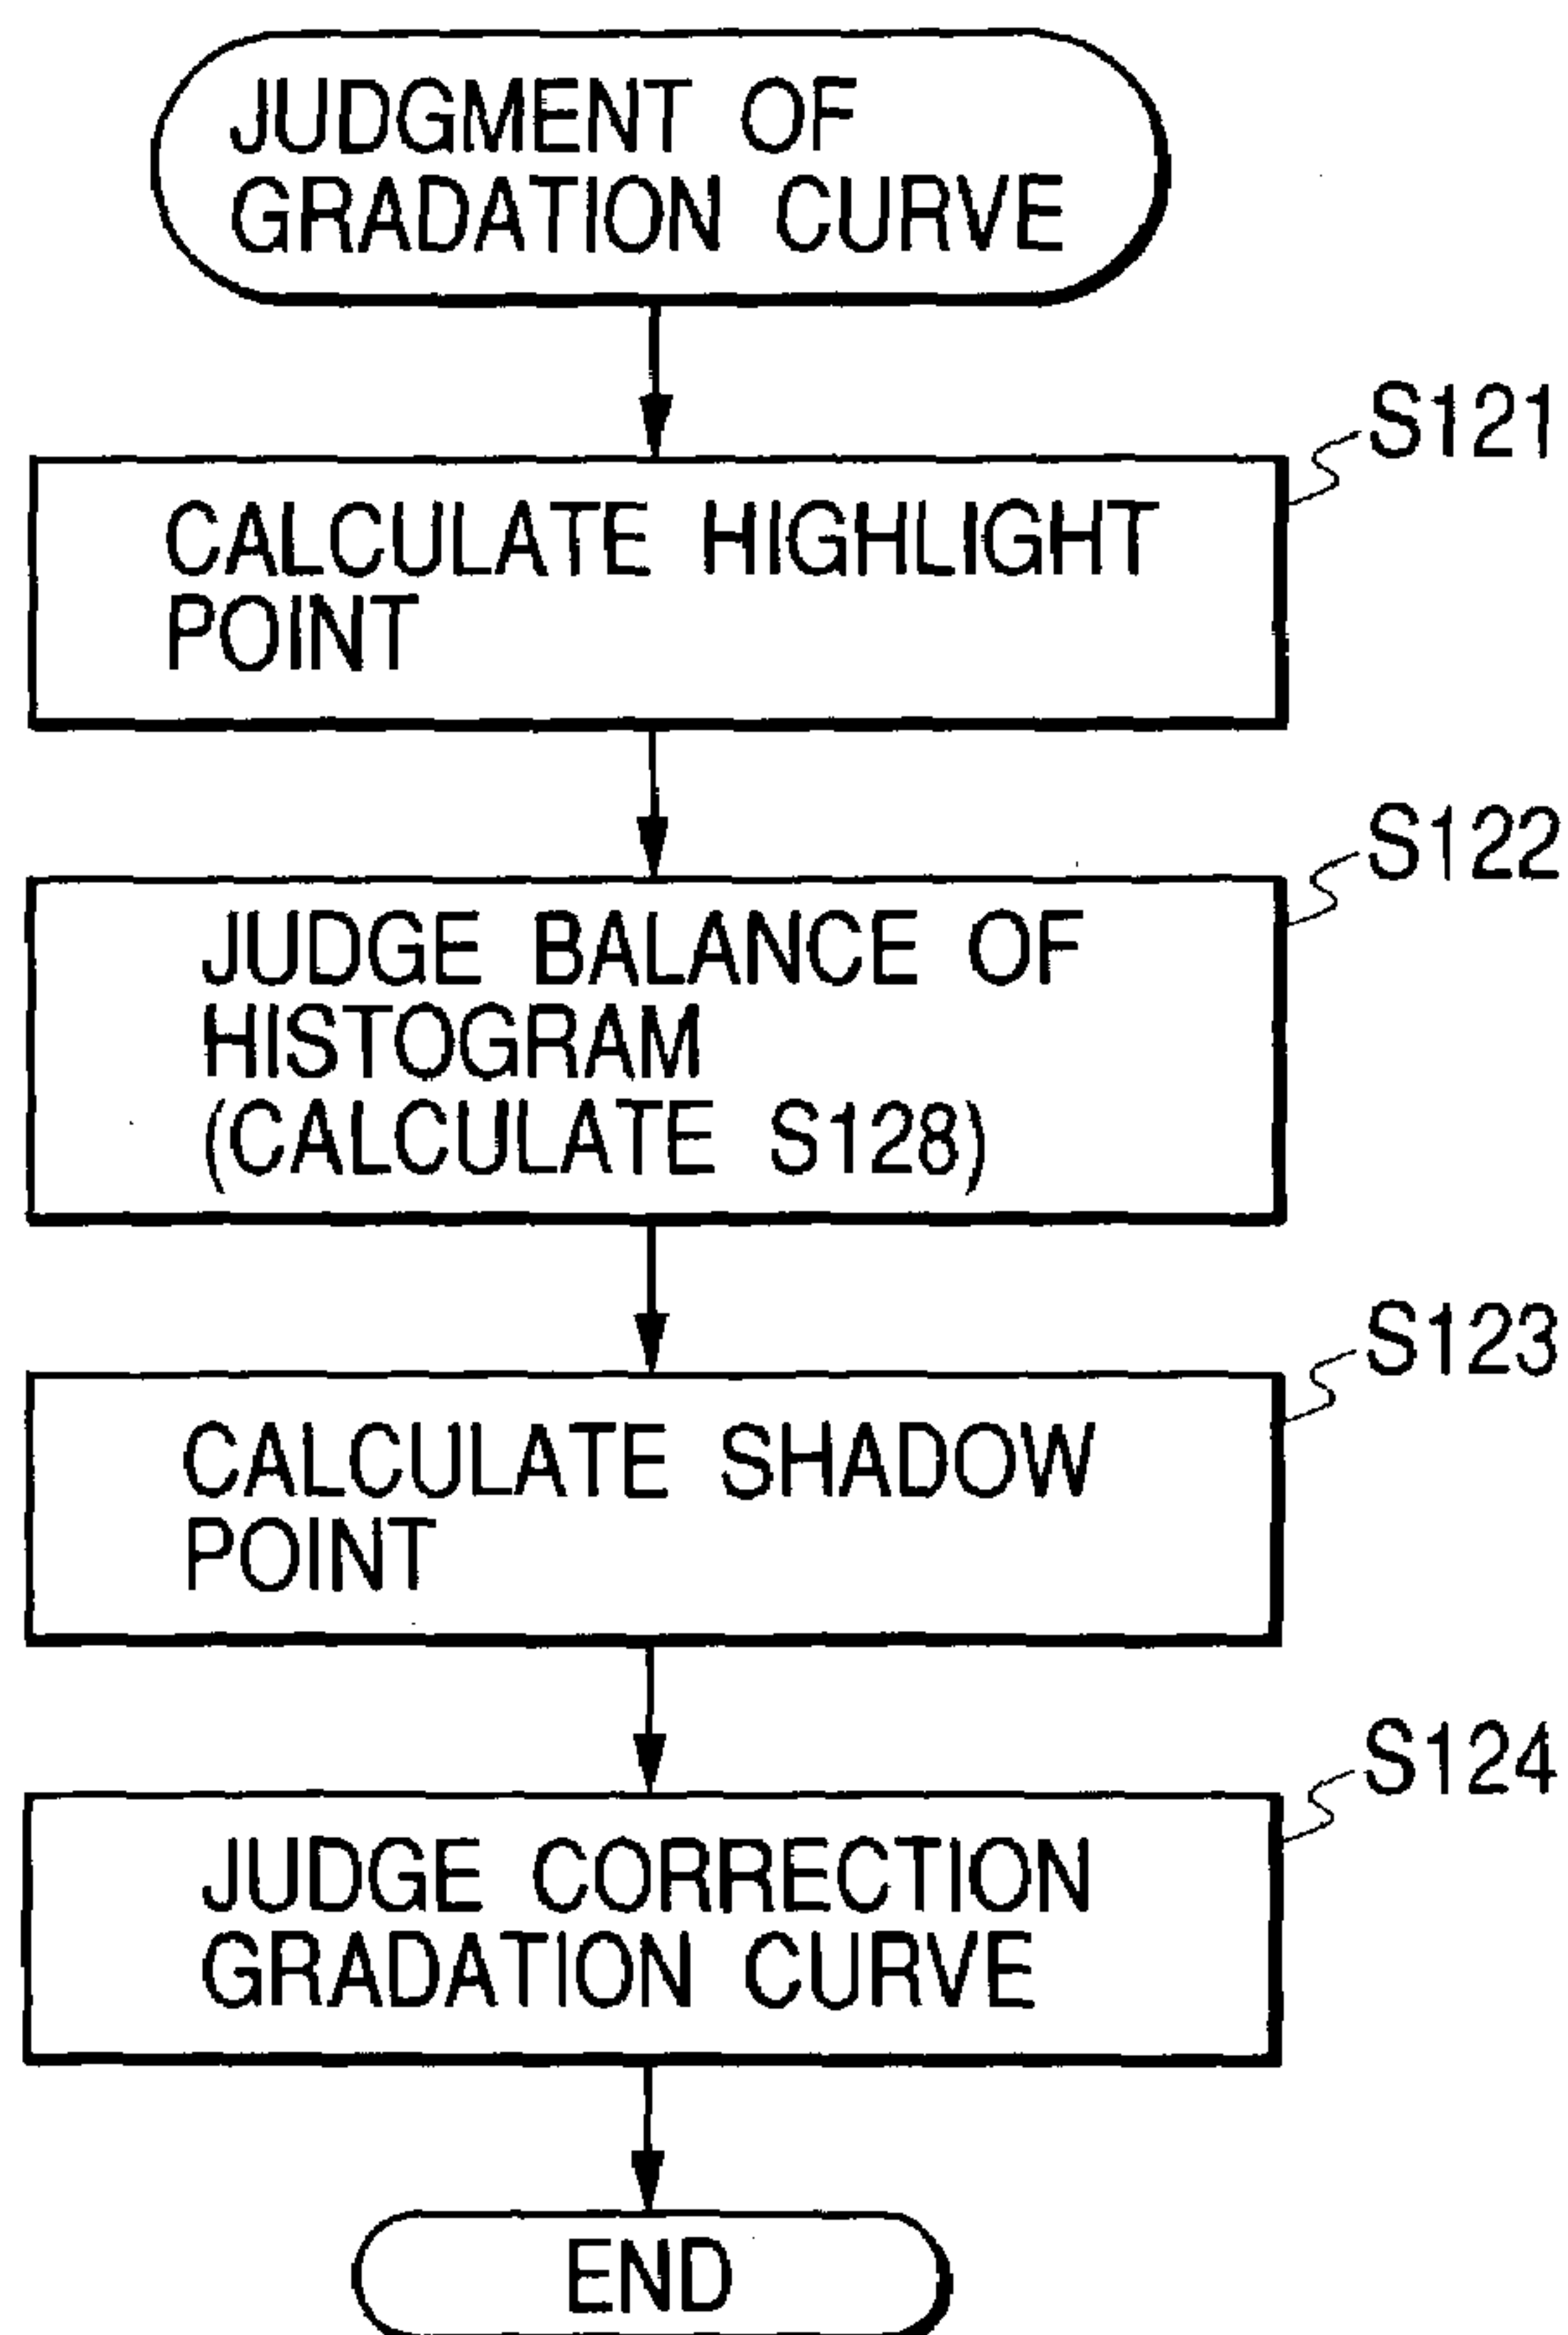 JUDGMENT OF
GRADATION CURVE
S121
CALCULATE HIGHLIGHT
POINT
S122
JUDGE BALANCE OF
HISTOGRAM
(CALCULATE S128)
S123
CALCULATE SHADOW
POINT
S124
JUDGE CORRECTION
GRADATION CURVE
END